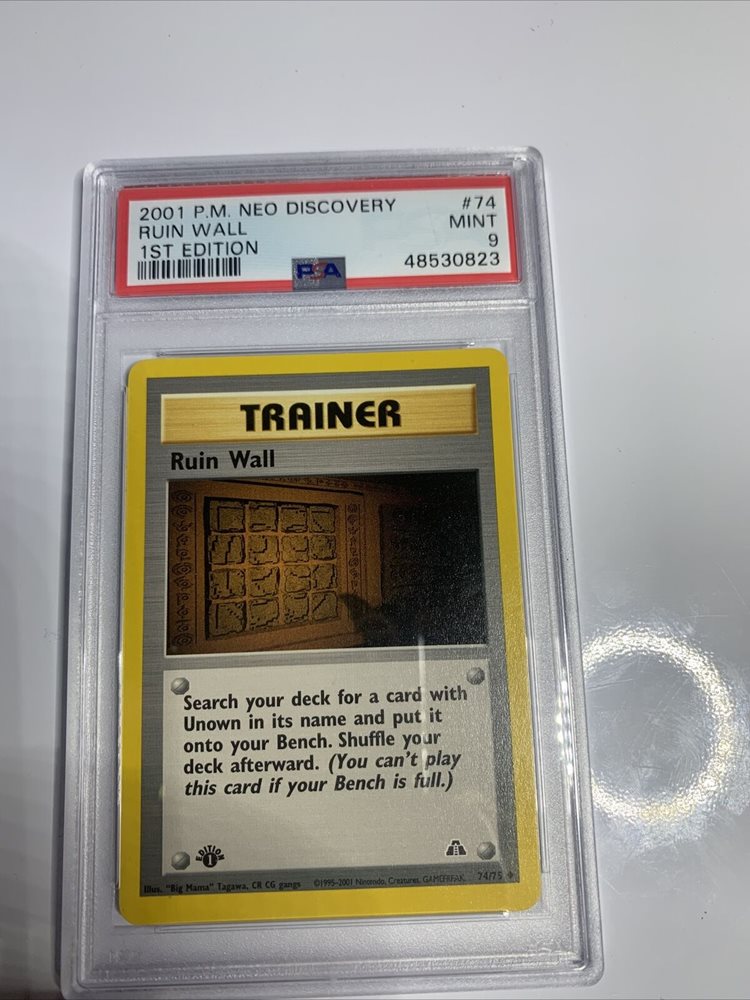 2001 P.M. NEO DISCOVERY #74
RUIN WALL MINT
1ST EDITION 9
PSA 48530823
TRAINER
Ruin Wall
Search your deck for a card with
Unown in its name and put it
onto your Bench. Shuffle your
deck afterward. (You can't play
this card if your Bench is full.)
EDITION
1
Illus. "Big Mama" Tagawa, CR CG gangs ©1995-2001 Nintendo, Creatures, GAMEFREAK. 74/75